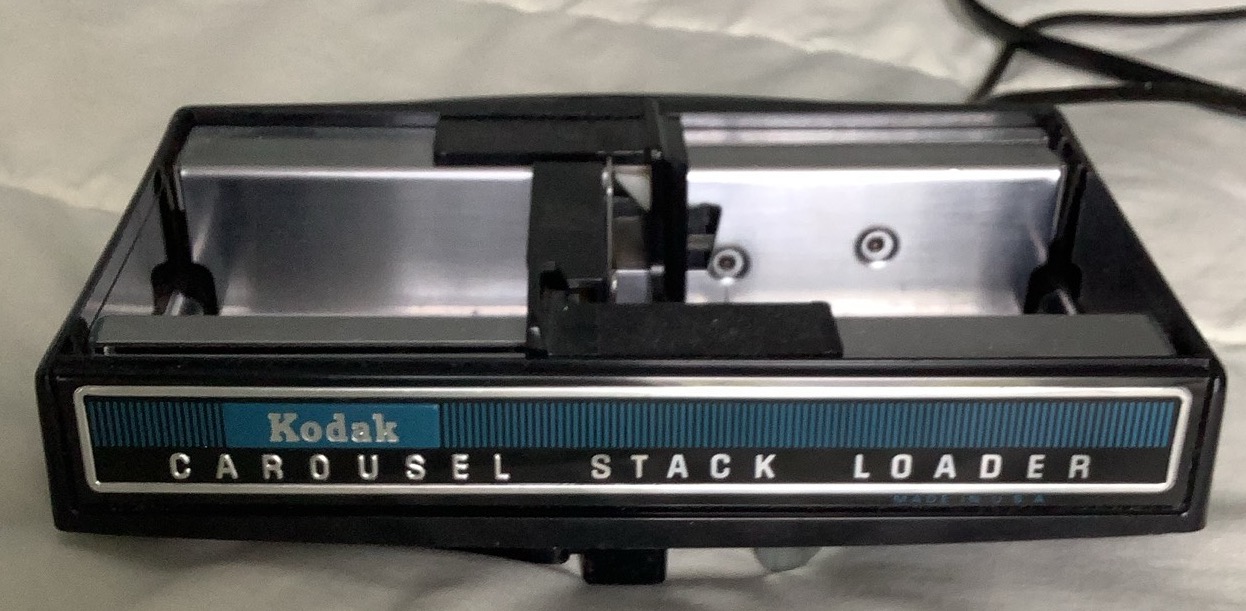 Kodak
CAROUSEL STACK LOADER
MADE IN U.S.A.